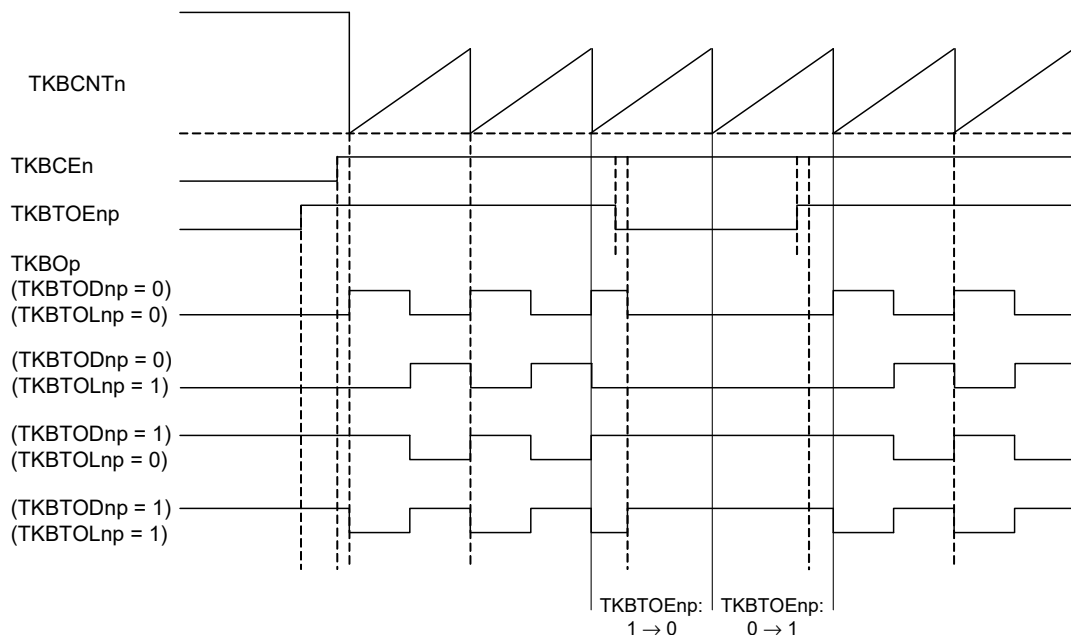 TKBCNTn
TKBCEn
TKBTOEnp
TKBOp
(TKBTODnp = 0)
(TKBTOLnp = 0)
(TKBTODnp = 0)
(TKBTOLnp = 1)
(TKBTODnp = 1)
(TKBTOLnp = 0)
(TKBTODnp = 1)
(TKBTOLnp = 1)
TKBTOEnp:
1 → 0
TKBTOEnp:
0 → 1